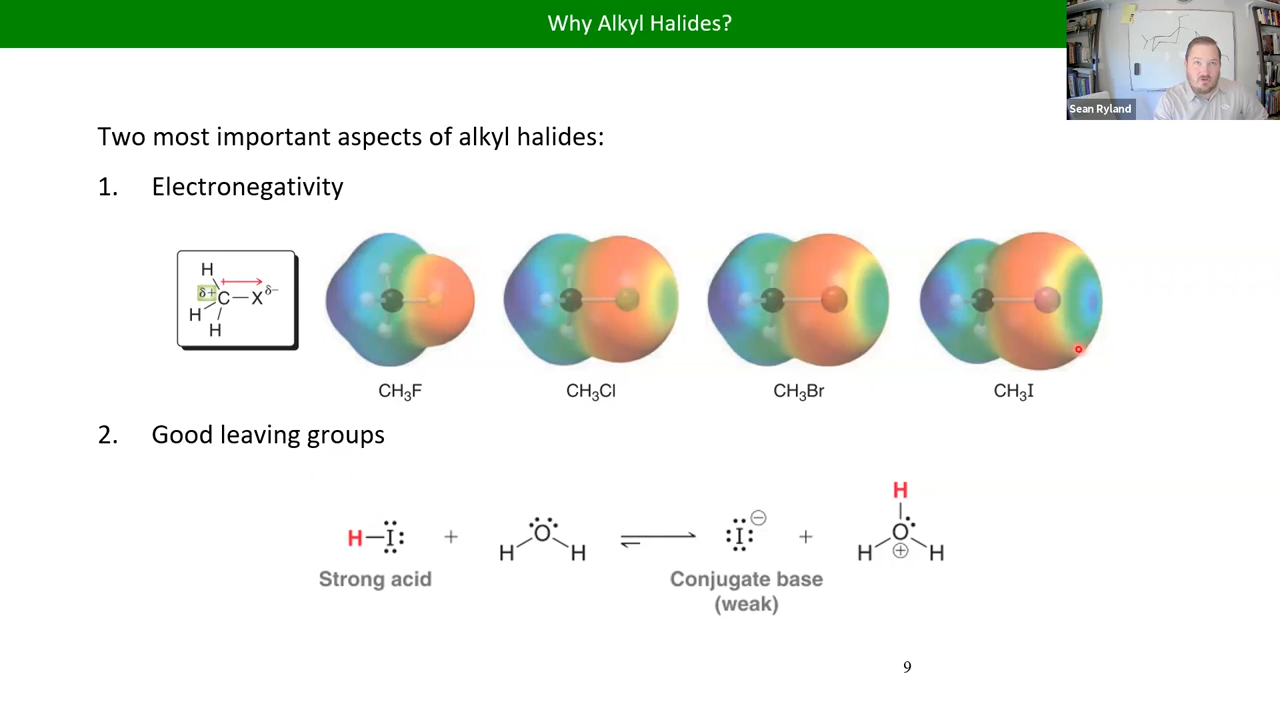 Why Alkyl Halides?
Sean Ryland
Two most important aspects of alkyl halides:
1. Electronegativity
H
δ+ C—X δ−
H
H
CH₃F CH₃Cl CH₃Br CH₃I
2. Good leaving groups
H
H—I: + O ⇌ :I:⊖ + O
H H H ⊕ H
Strong acid Conjugate base
(weak)
9